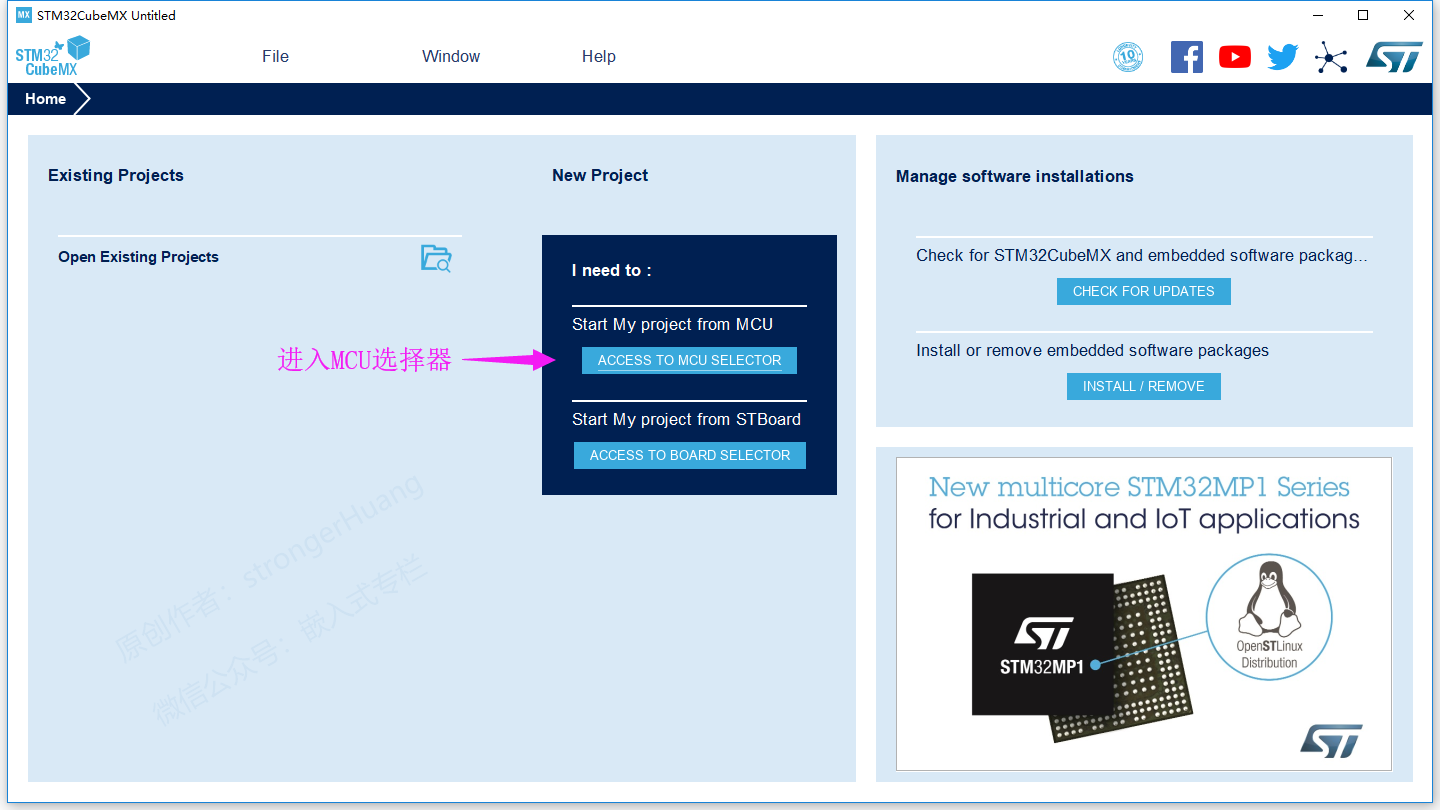 MX STM32CubeMX Untitled
STM32
CubeMX
File
Window
Help
10
ST
Home
Existing Projects
New Project
Manage software installations
Open Existing Projects
I need to :
Start My project from MCU
进入MCU选择器
ACCESS TO MCU SELECTOR
Start My project from STBoard
ACCESS TO BOARD SELECTOR
Check for STM32CubeMX and embedded software packag...
CHECK FOR UPDATES
Install or remove embedded software packages
INSTALL / REMOVE
New multicore STM32MP1 Series
for Industrial and IoT applications
ST
STM32MP1
OpenSTLinux
Distribution
ST
原创作者：strongerHuang
微信公众号：嵌入式专栏